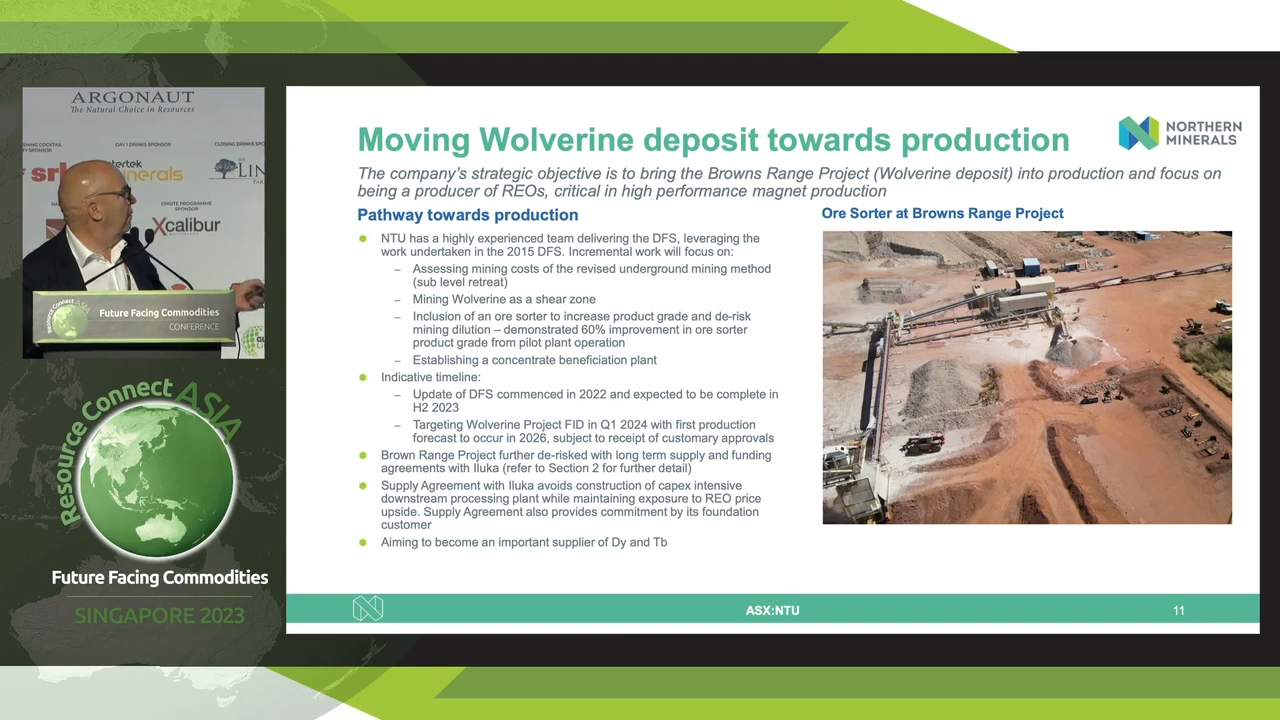 ARGONAUT
The Natural Choice in Resources
DAY 1 DRINKS SPONSOR
ONSITE PROGRAMME
SPONSOR
Xcalibur
Resource Connect ASIA
Future Facing Commodities
CONFERENCE
Resource Connect ASIA
Future Facing Commodities
SINGAPORE 2023
Moving Wolverine deposit towards production
NORTHERN
MINERALS
The company's strategic objective is to bring the Browns Range Project (Wolverine deposit) into production and focus on
being a producer of REOs, critical in high performance magnet production
Pathway towards production
NTU has a highly experienced team delivering the DFS, leveraging the
work undertaken in the 2015 DFS. Incremental work will focus on:
– Assessing mining costs of the revised underground mining method
(sub level retreat)
– Mining Wolverine as a shear zone
– Inclusion of an ore sorter to increase product grade and de-risk
mining dilution – demonstrated 60% improvement in ore sorter
product grade from pilot plant operation
– Establishing a concentrate beneficiation plant
Indicative timeline:
– Update of DFS commenced in 2022 and expected to be complete in
H2 2023
– Targeting Wolverine Project FID in Q1 2024 with first production
forecast to occur in 2026, subject to receipt of customary approvals
Brown Range Project further de-risked with long term supply and funding
agreements with Iluka (refer to Section 2 for further detail)
Supply Agreement with Iluka avoids construction of capex intensive
downstream processing plant while maintaining exposure to REO price
upside. Supply Agreement also provides commitment by its foundation
customer
Aiming to become an important supplier of Dy and Tb
Ore Sorter at Browns Range Project
ASX:NTU
11